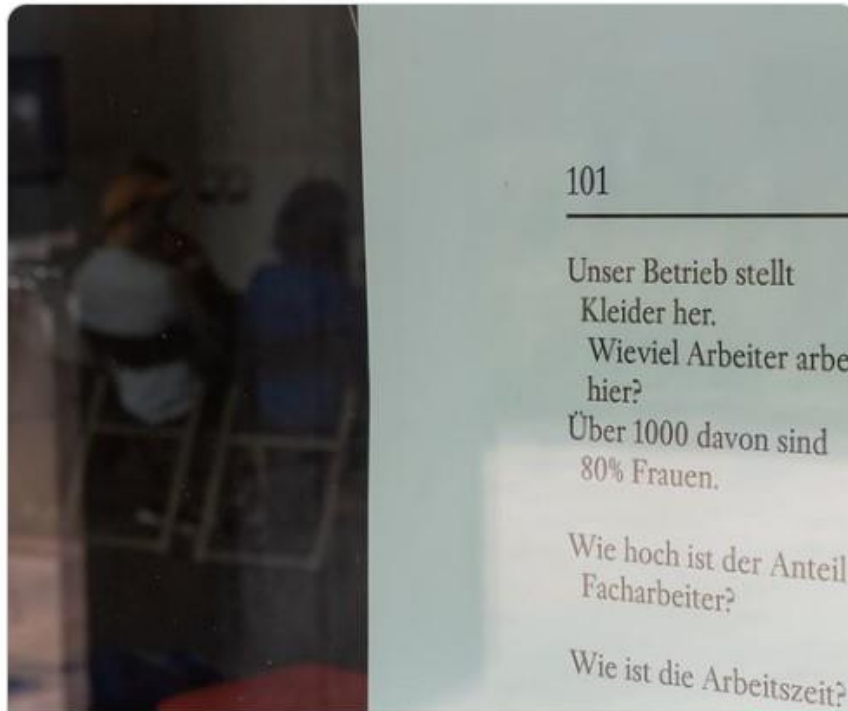 101
Unser Betrieb stellt
Kleider her.
Wieviel Arbeiter arbe
hier?
Über 1000 davon sind
80% Frauen.
Wie hoch ist der Anteil
Facharbeiter?
Wie ist die Arbeitszeit?